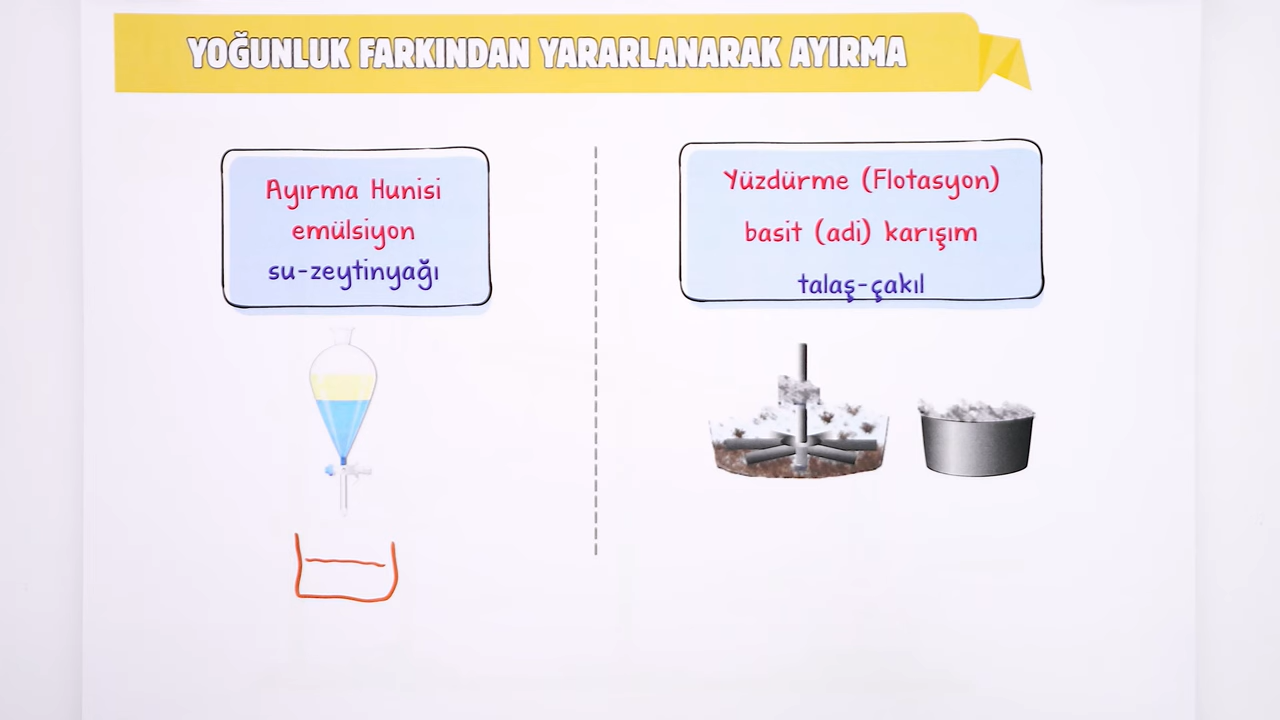 YOĞUNLUK FARKINDAN YARARLANARAK AYIRMA
Ayırma Hunisi
emülsiyon
su-zeytinyağı
Yüzdürme (Flotasyon)
basit (adi) karışım
talaş-çakıl